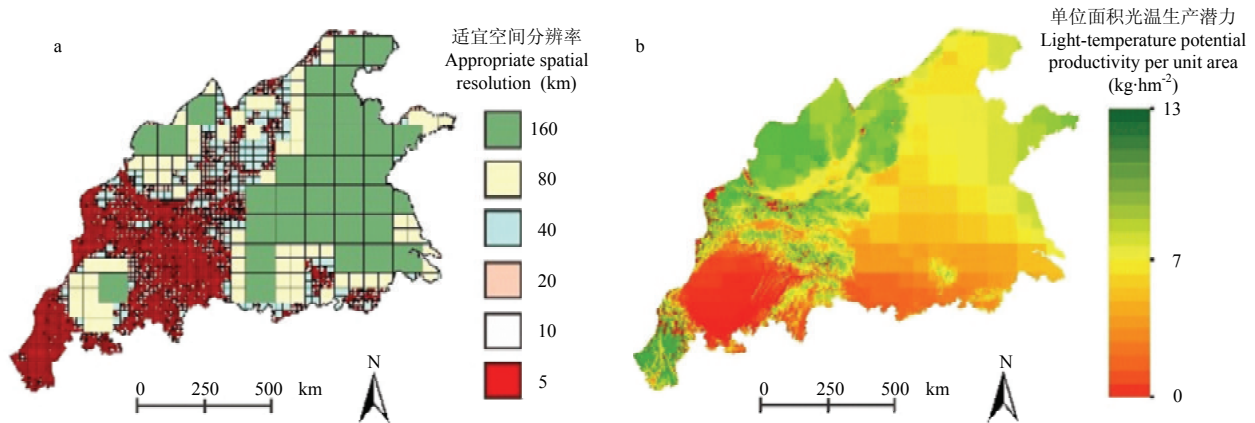 a
适宜空间分辨率
Appropriate spatial
resolution (km)
160
80
40
20
10
5
0 250 500 km
N
b
单位面积光温生产潜力
Light-temperature potential
productivity per unit area
(kg·hm-2)
13
7
0
0 250 500 km
N